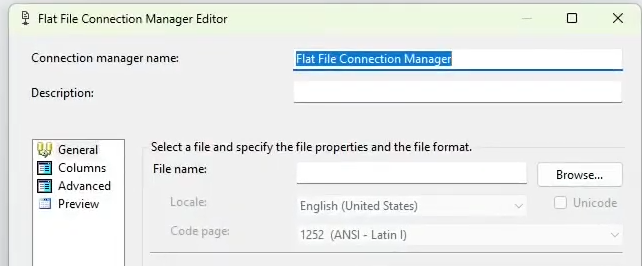 Flat File Connection Manager Editor
Connection manager name: Flat File Connection Manager
Description:
General
Columns
Advanced
Preview
Select a file and specify the file properties and the file format.
File name: Browse...
Locale: English (United States) Unicode
Code page: 1252 (ANSI - Latin I)